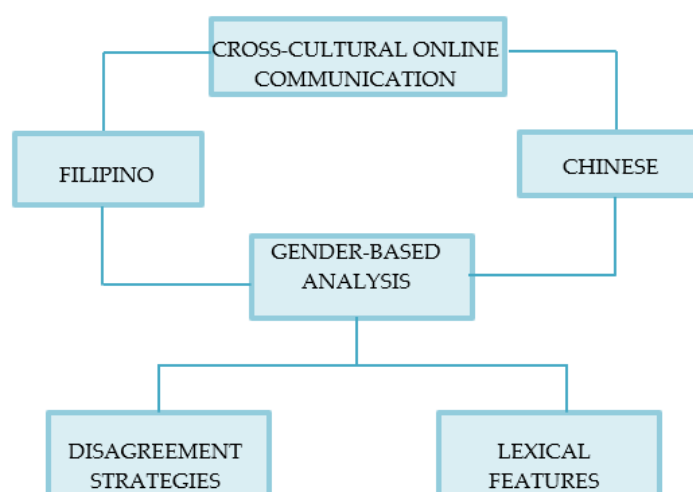 CROSS-CULTURAL ONLINE
COMMUNICATION
FILIPINO
CHINESE
GENDER-BASED
ANALYSIS
DISAGREEMENT
STRATEGIES
LEXICAL
FEATURES